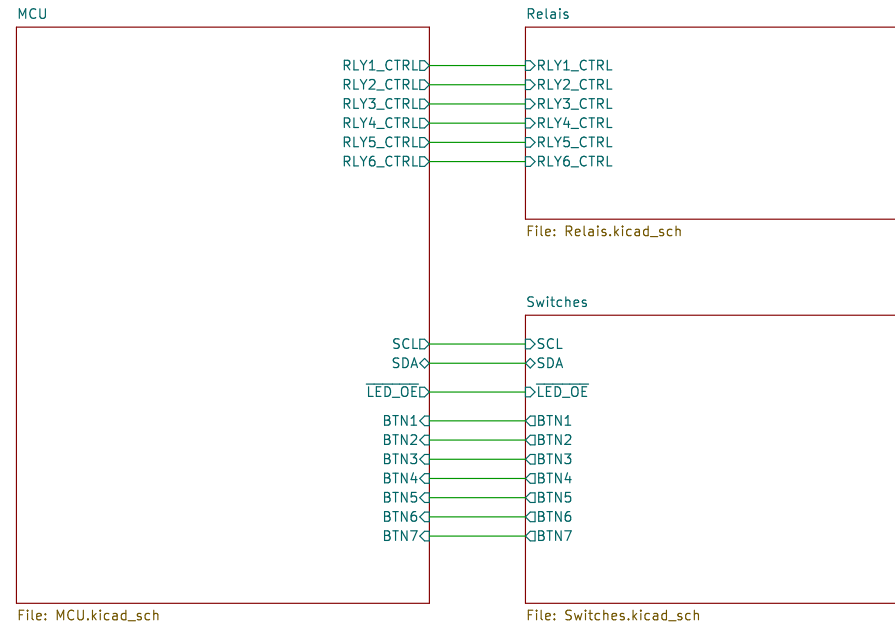 MCU
RLY1_CTRL
RLY2_CTRL
RLY3_CTRL
RLY4_CTRL
RLY5_CTRL
RLY6_CTRL
SCL
SDA
LED_OE
BTN1
BTN2
BTN3
BTN4
BTN5
BTN6
BTN7
File: MCU.kicad_sch
Relais
RLY1_CTRL
RLY2_CTRL
RLY3_CTRL
RLY4_CTRL
RLY5_CTRL
RLY6_CTRL
File: Relais.kicad_sch
Switches
SCL
SDA
LED_OE
BTN1
BTN2
BTN3
BTN4
BTN5
BTN6
BTN7
File: Switches.kicad_sch